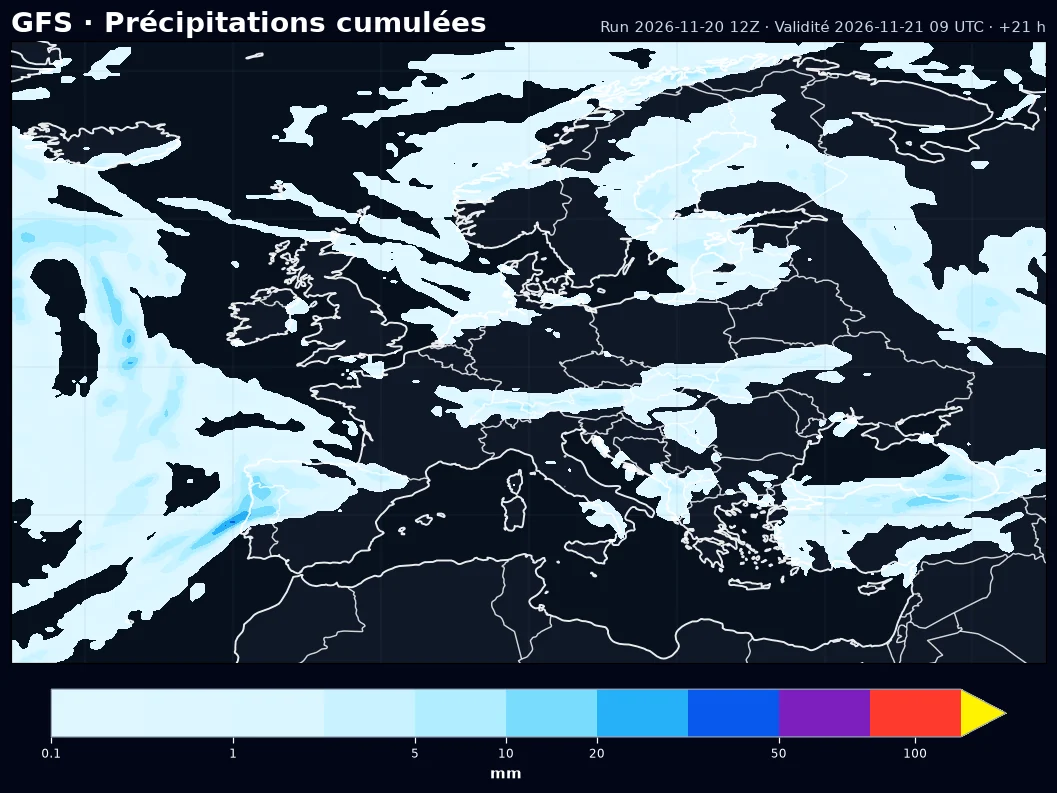 GFS · Précipitations cumulées
Run 2026-11-20 12Z · Validité 2026-11-21 09 UTC · +21 h
0.1 1 5 10 20 50 100
mm